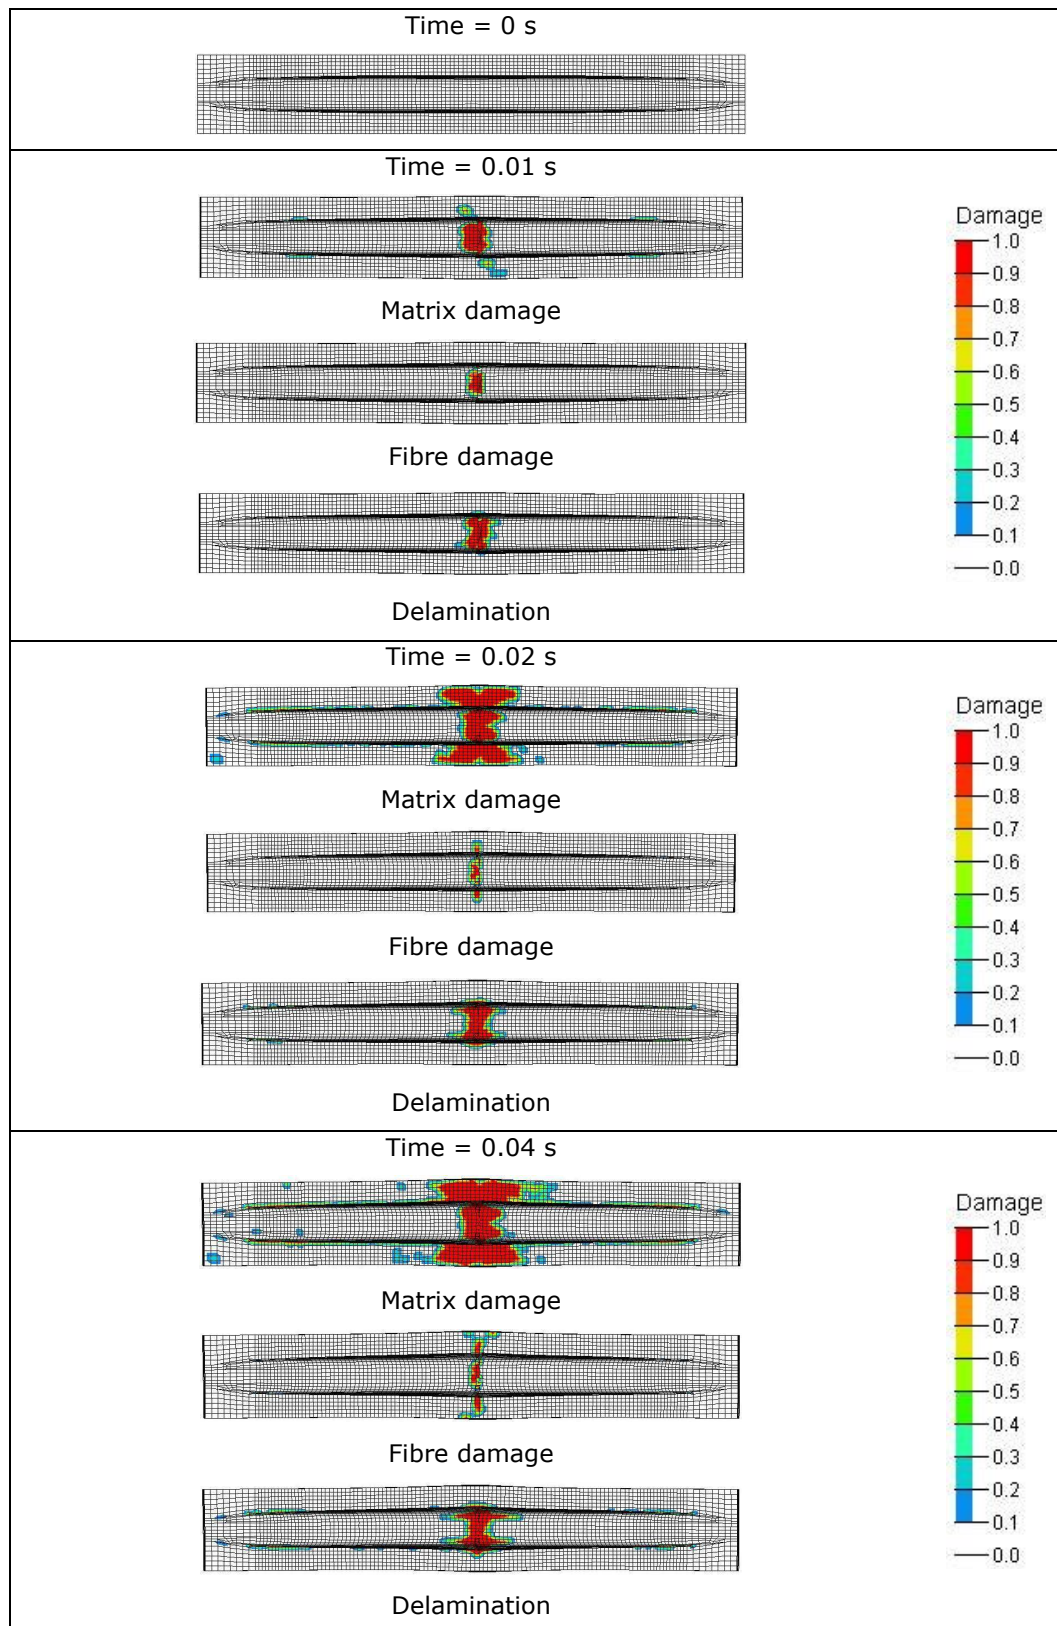 Time = 0 s
Time = 0.01 s
Matrix damage
Fibre damage
Delamination
Damage
1.0
0.9
0.8
0.7
0.6
0.5
0.4
0.3
0.2
0.1
0.0
Time = 0.02 s
Matrix damage
Fibre damage
Delamination
Damage
1.0
0.9
0.8
0.7
0.6
0.5
0.4
0.3
0.2
0.1
0.0
Time = 0.04 s
Matrix damage
Fibre damage
Delamination
Damage
1.0
0.9
0.8
0.7
0.6
0.5
0.4
0.3
0.2
0.1
0.0